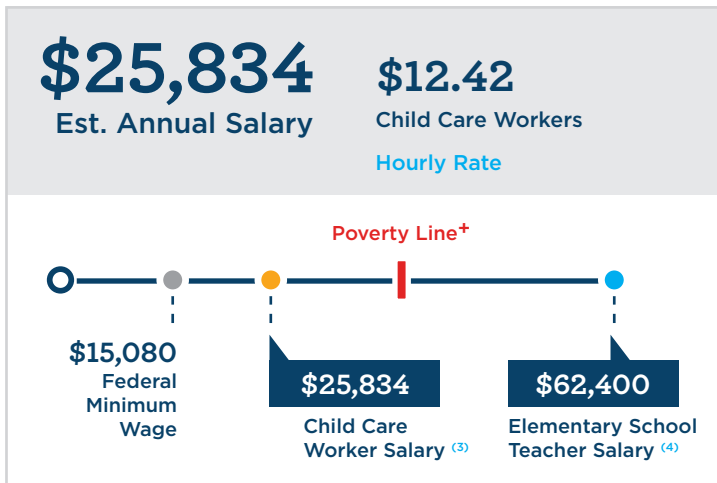 $25,834
Est. Annual Salary
$12.42
Child Care Workers
Hourly Rate
Poverty Line+
$15,080
Federal
Minimum
Wage
$25,834
Child Care
Worker Salary (3)
$62,400
Elementary School
Teacher Salary (4)